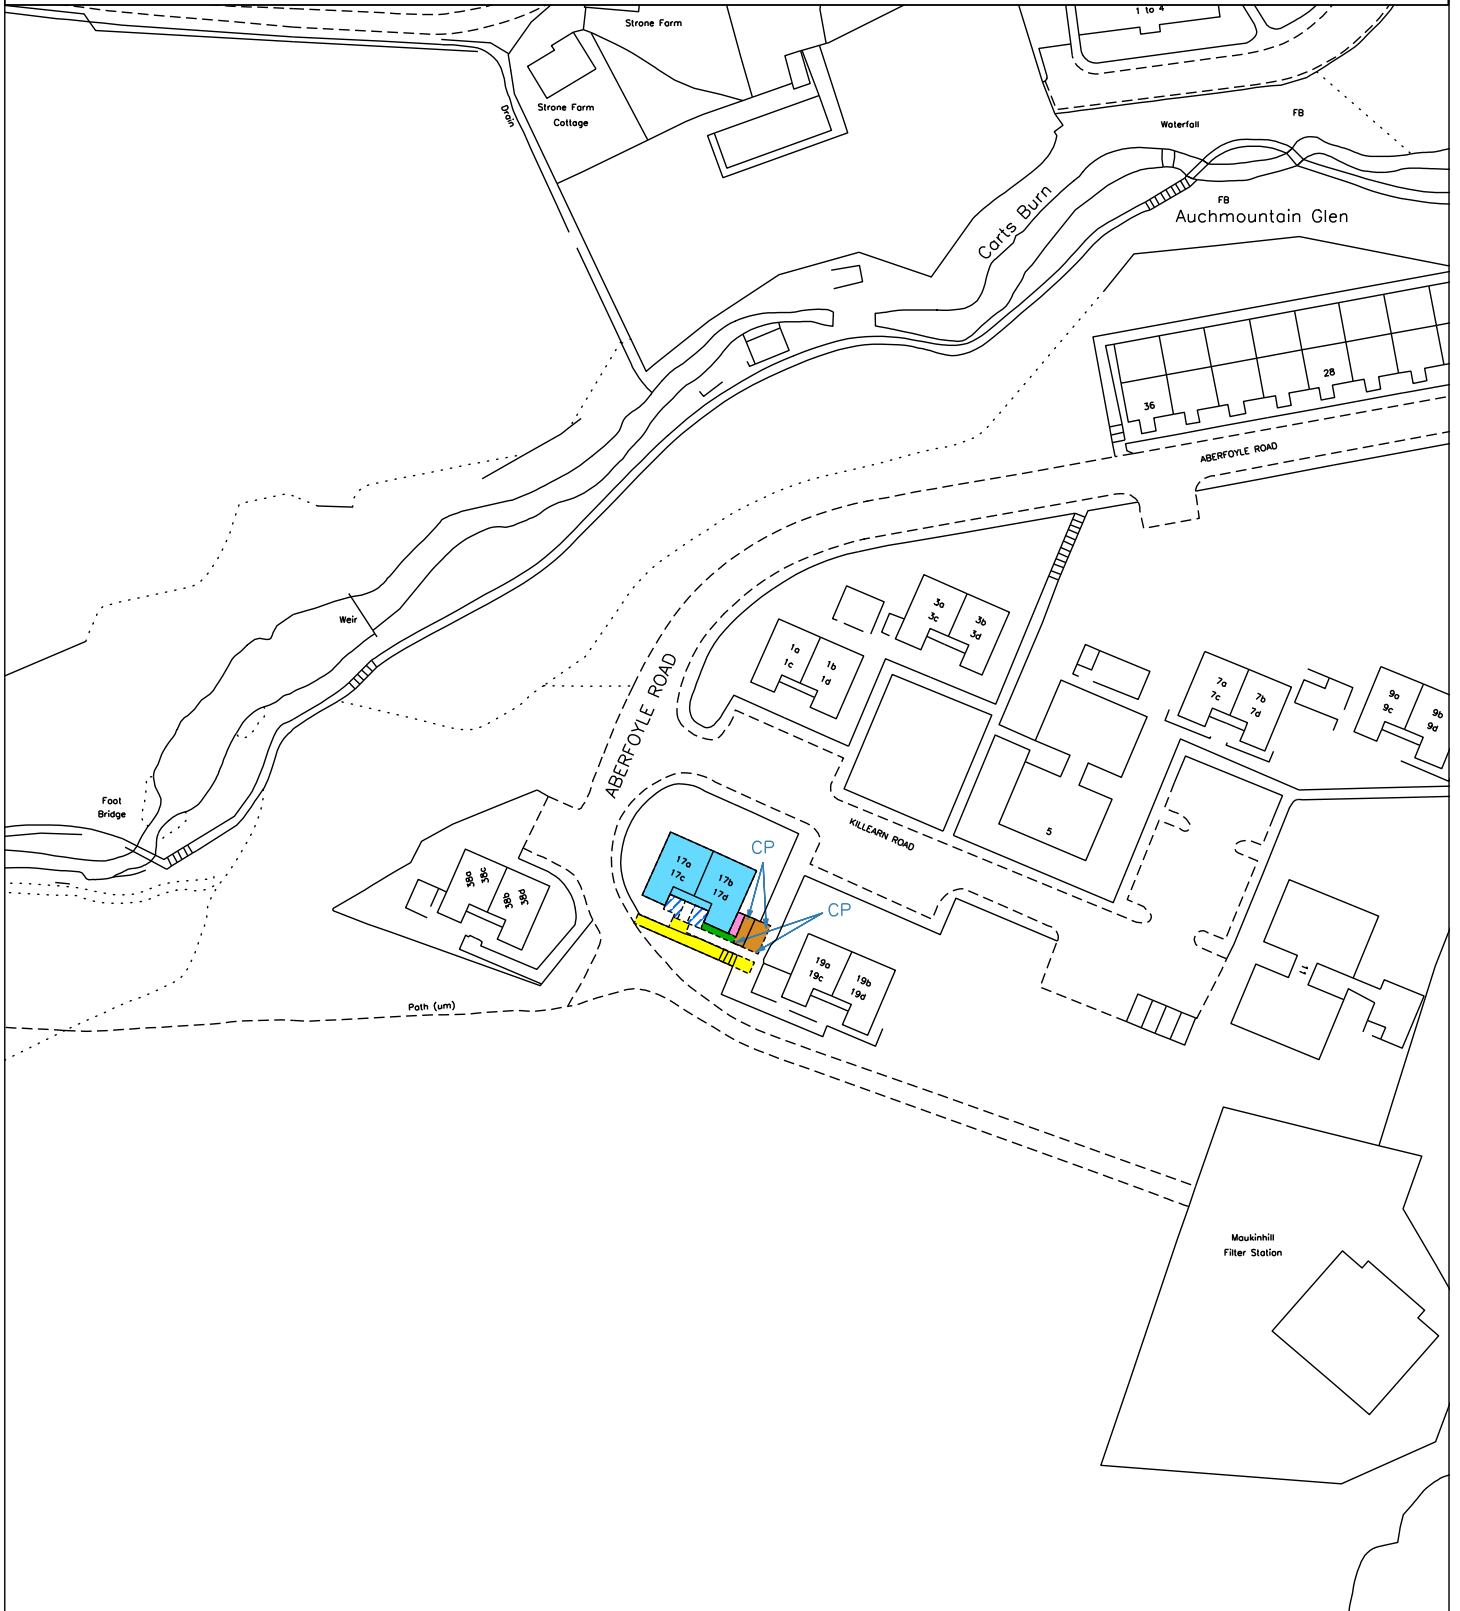 Strone Farm
1 to 4
Strone Farm
Cottage
Drain
Waterfall
FB
FB
Auchmountain Glen
Carts Burn
28
36
ABERFOYLE ROAD
3a
3c
3b
3d
1a
1c
1b
1d
Weir
ABERFOYLE ROAD
7a
7c
7b
7d
9a
9c
9b
9d
Foot
Bridge
KILLEARN ROAD
5
CP
17a
17c
17b
17d
CP
38a
38c
38b
38d
19a
19c
19b
19d
Path (um)
Maukinhill
Filter Station